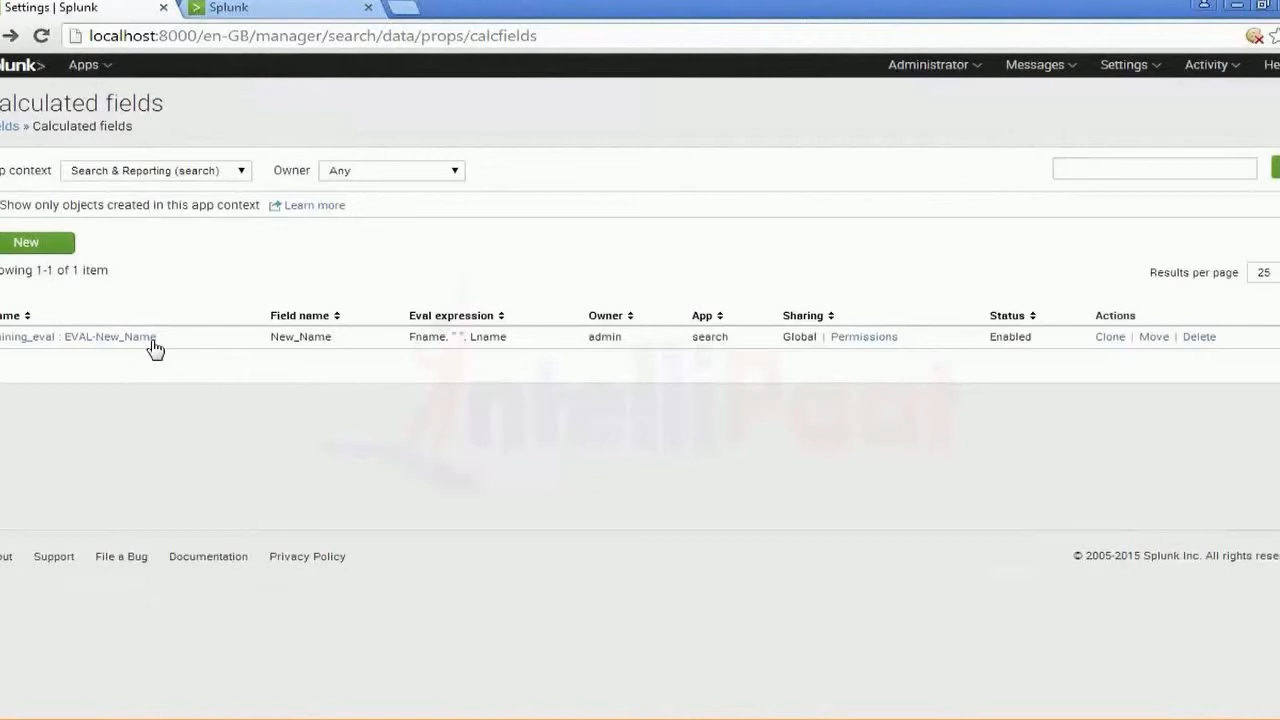 Settings | Splunk
Splunk
localhost:8000/en-GB/manager/search/data/props/calcfields
lunk> Apps Administrator Messages Settings Activity He
alculated fields
elds » Calculated fields
p context Search & Reporting (search) Owner Any
Show only objects created in this app context Learn more
New
owing 1-1 of 1 item
Results per page 25
ame Field name Eval expression Owner App Sharing Status Actions
ining_eval : EVAL-New_Name New_Name Fname. " ". Lname admin search Global | Permissions Enabled Clone | Move | Delete
IntelliPaat
out Support File a Bug Documentation Privacy Policy © 2005-2015 Splunk Inc. All rights rese